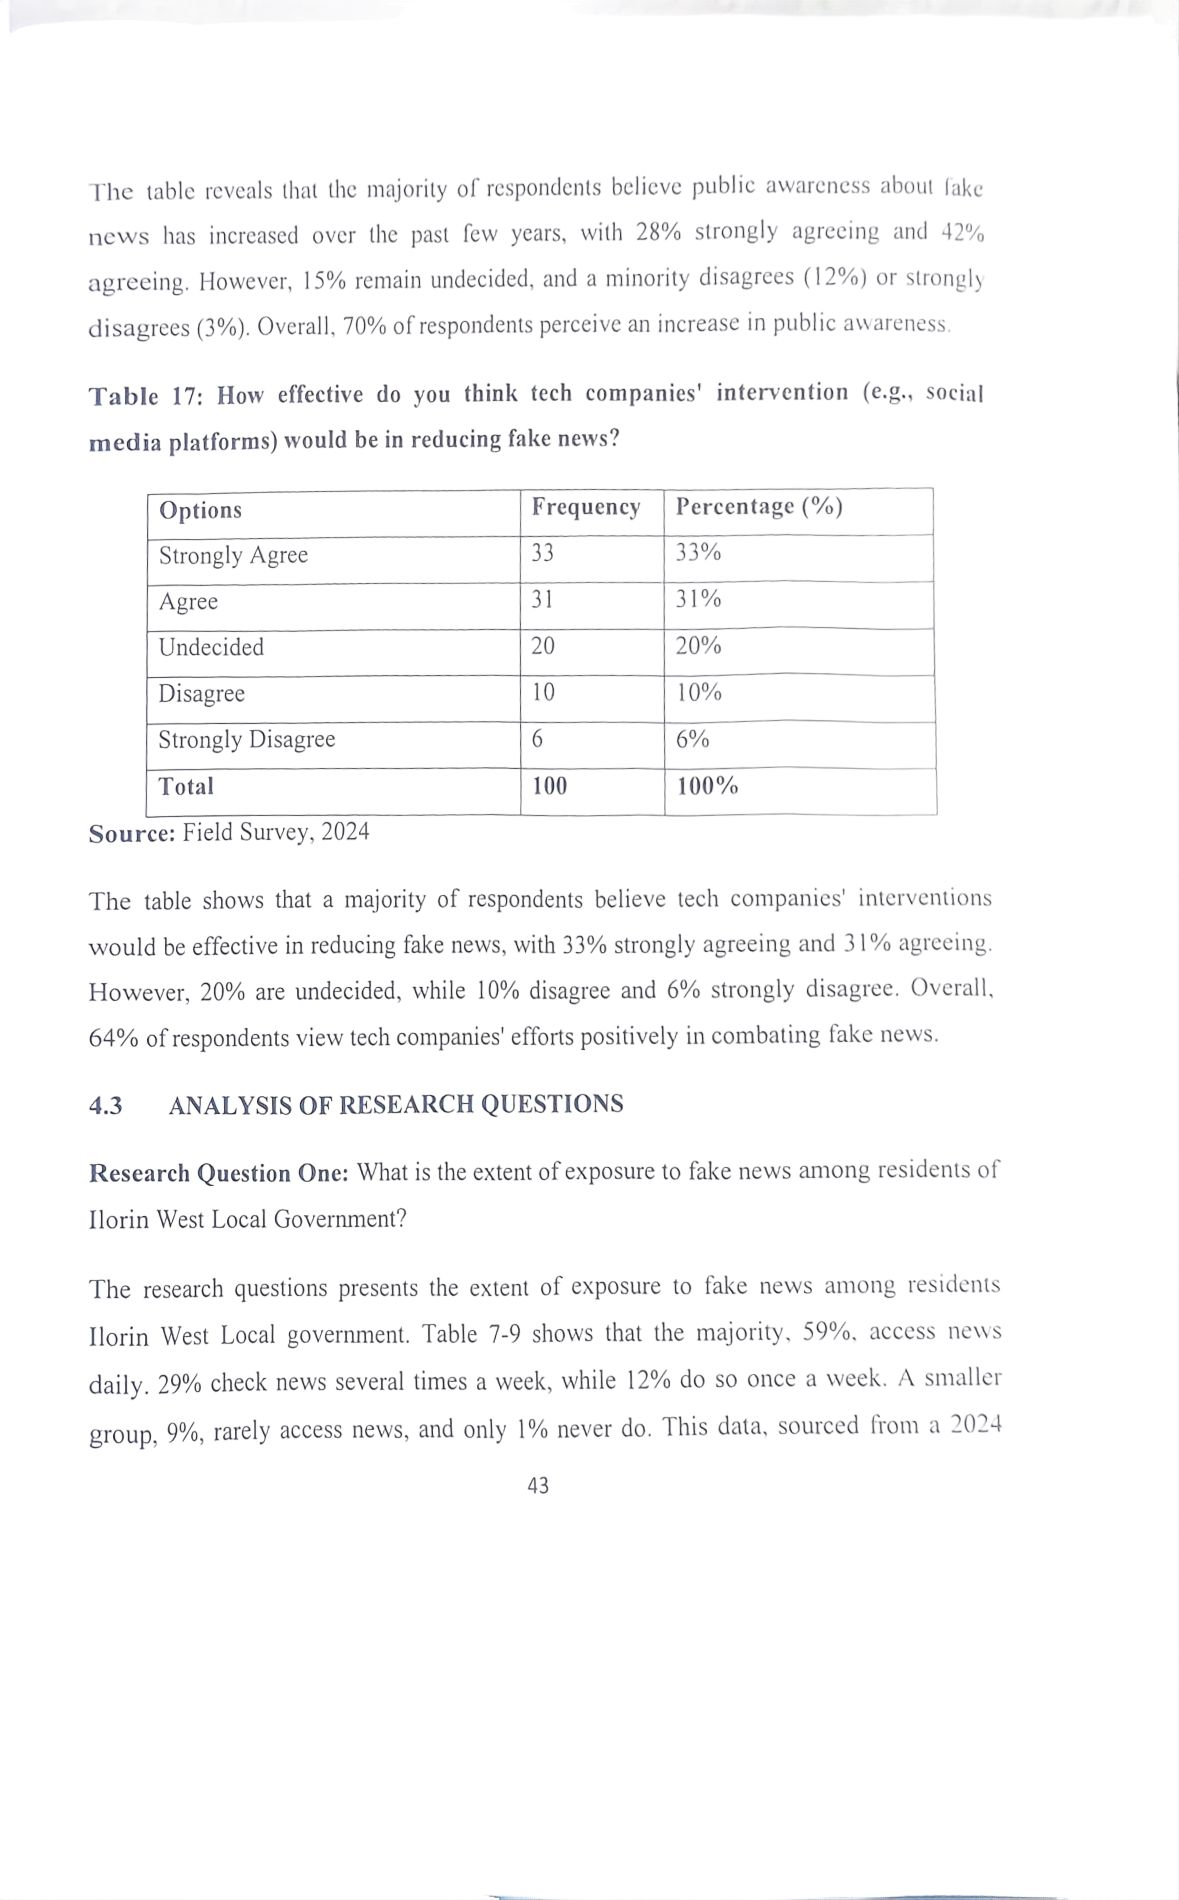 The table reveals that the majority of respondents believe public awareness about fake
news has increased over the past few years, with 28% strongly agreeing and 42%
agreeing. However, 15% remain undecided, and a minority disagrees (12%) or strongly
disagrees (3%). Overall, 70% of respondents perceive an increase in public awareness.
Table 17: How effective do you think tech companies' intervention (e.g., social
media platforms) would be in reducing fake news?
Options Frequency Percentage (%)
Strongly Agree 33 33%
Agree 31 31%
Undecided 20 20%
Disagree 10 10%
Strongly Disagree 6 6%
Total 100 100%
Source: Field Survey, 2024
The table shows that a majority of respondents believe tech companies' interventions
would be effective in reducing fake news, with 33% strongly agreeing and 31% agreeing.
However, 20% are undecided, while 10% disagree and 6% strongly disagree. Overall,
64% of respondents view tech companies' efforts positively in combating fake news.
4.3 ANALYSIS OF RESEARCH QUESTIONS
Research Question One: What is the extent of exposure to fake news among residents of
Ilorin West Local Government?
The research questions presents the extent of exposure to fake news among residents
Ilorin West Local government. Table 7-9 shows that the majority, 59%, access news
daily. 29% check news several times a week, while 12% do so once a week. A smaller
group, 9%, rarely access news, and only 1% never do. This data, sourced from a 2024
43